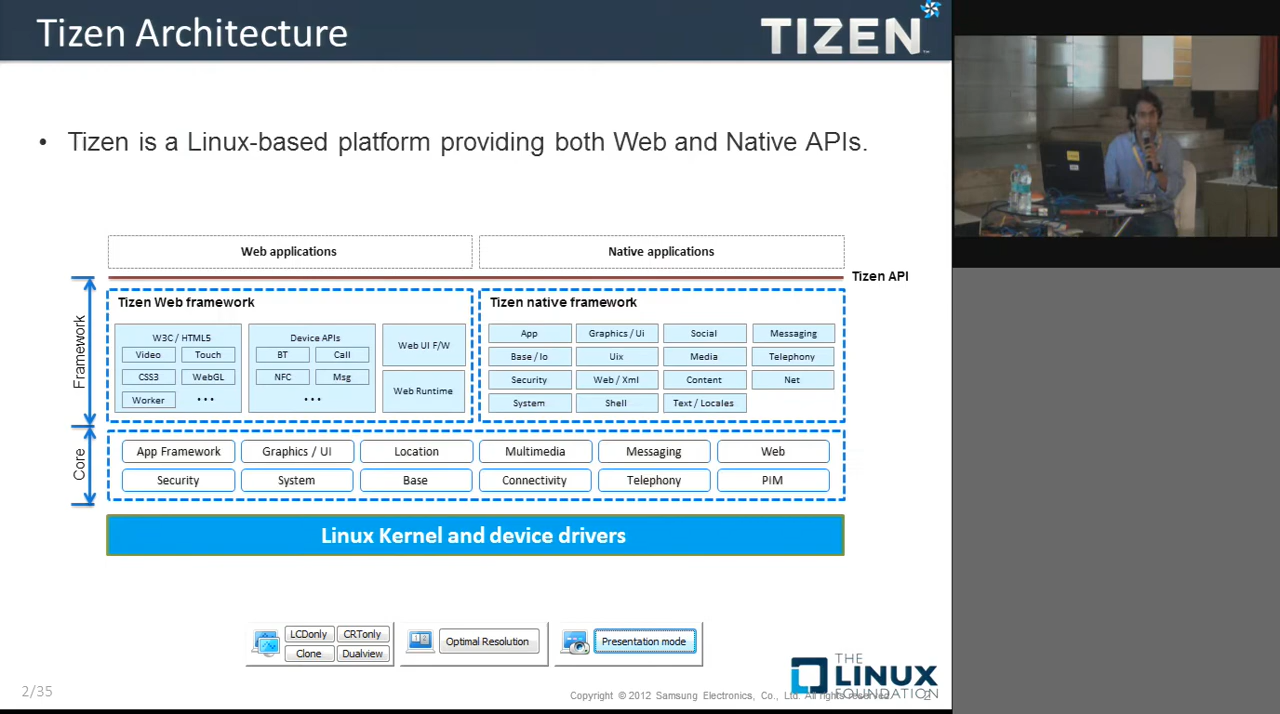 Tizen Architecture
TIZEN™
• Tizen is a Linux-based platform providing both Web and Native APIs.
Web applications
Native applications
Tizen API
Framework
Tizen Web framework
W3C / HTML5
Video
Touch
CSS3
WebGL
Worker
• • •
Device APIs
BT
Call
NFC
Msg
• • •
Web UI F/W
Web Runtime
Tizen native framework
App
Graphics / Ui
Social
Messaging
Base / Io
Uix
Media
Telephony
Security
Web / Xml
Content
Net
System
Shell
Text / Locales
Core
App Framework
Graphics / UI
Location
Multimedia
Messaging
Web
Security
System
Base
Connectivity
Telephony
PIM
Linux Kernel and device drivers
LCDonly
CRTonly
Clone
Dualview
1 2
Optimal Resolution
Presentation mode
THE
LINUX
FOUNDATION
2/35
Copyright © 2012 Samsung Electronics, Co., Ltd. All rights reserved.
2